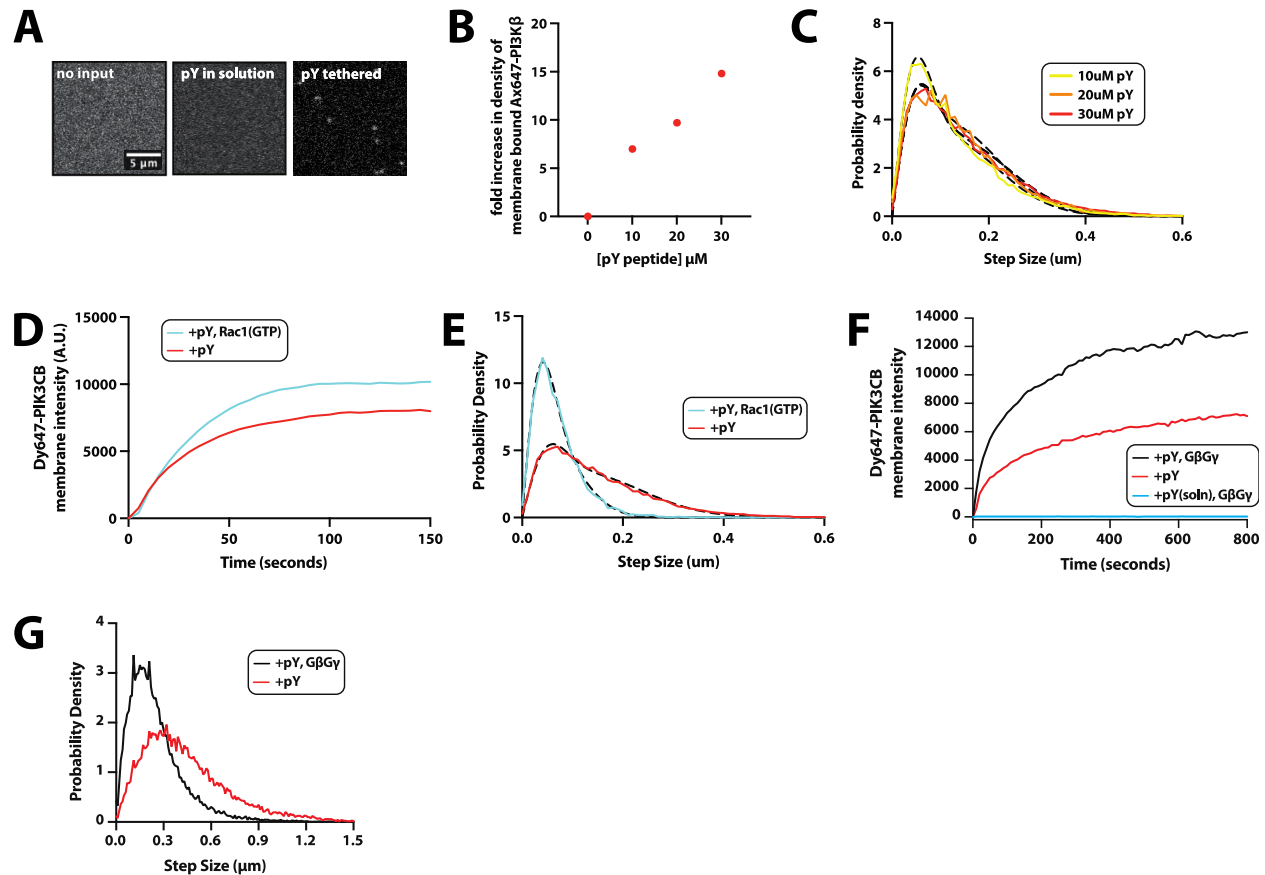 A
no input
pY in solution
pY tethered
5 µm
B
fold increase in density of
membrane bound Ax647-PI3Kβ
20
15
10
5
0
0 10 20 30
[pY peptide] µM
C
Probability density
8
6
4
2
0
10uM pY
20uM pY
30uM pY
0.0 0.2 0.4 0.6
Step Size (um)
D
Dy647-PIK3CB
membrane intensity (A.U.)
15000
10000
5000
0
+pY, Rac1(GTP)
+pY
0 50 100 150
Time (seconds)
E
Probability Density
15
10
5
0
+pY, Rac1(GTP)
+pY
0.0 0.2 0.4 0.6
Step Size (um)
F
Dy647-PIK3CB
membrane intensity
14000
12000
10000
8000
6000
4000
2000
0
+pY, GβGγ
+pY
+pY(soln), GβGγ
0 200 400 600 800
Time (seconds)
G
Probability Density
4
3
2
1
0
+pY, GβGγ
+pY
0.0 0.3 0.6 0.9 1.2 1.5
Step Size (µm)